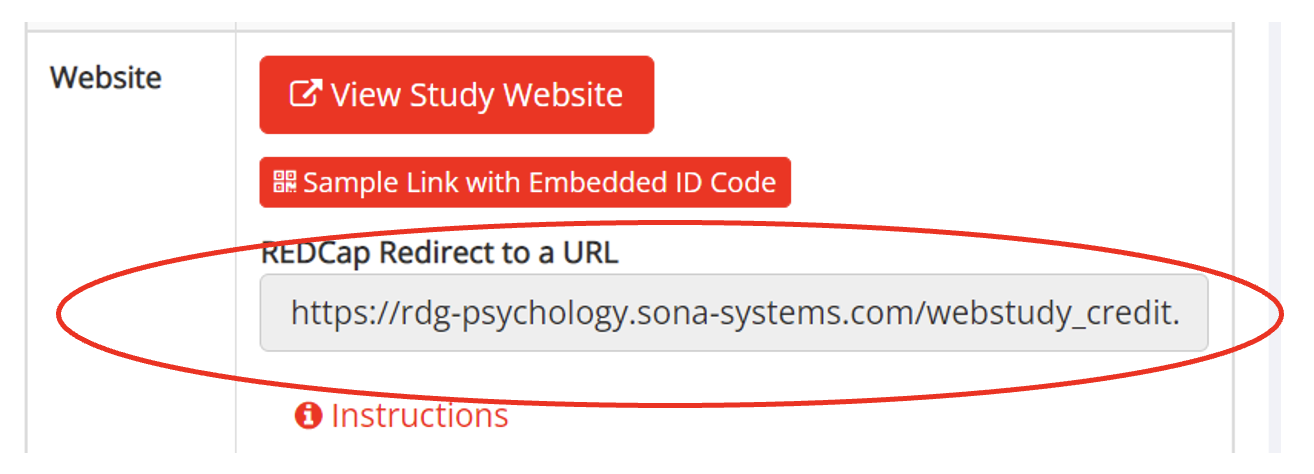 Website
View Study Website
Sample Link with Embedded ID Code
REDCap Redirect to a URL
https://rdg-psychology.sona-systems.com/webstudy_credit.
Instructions